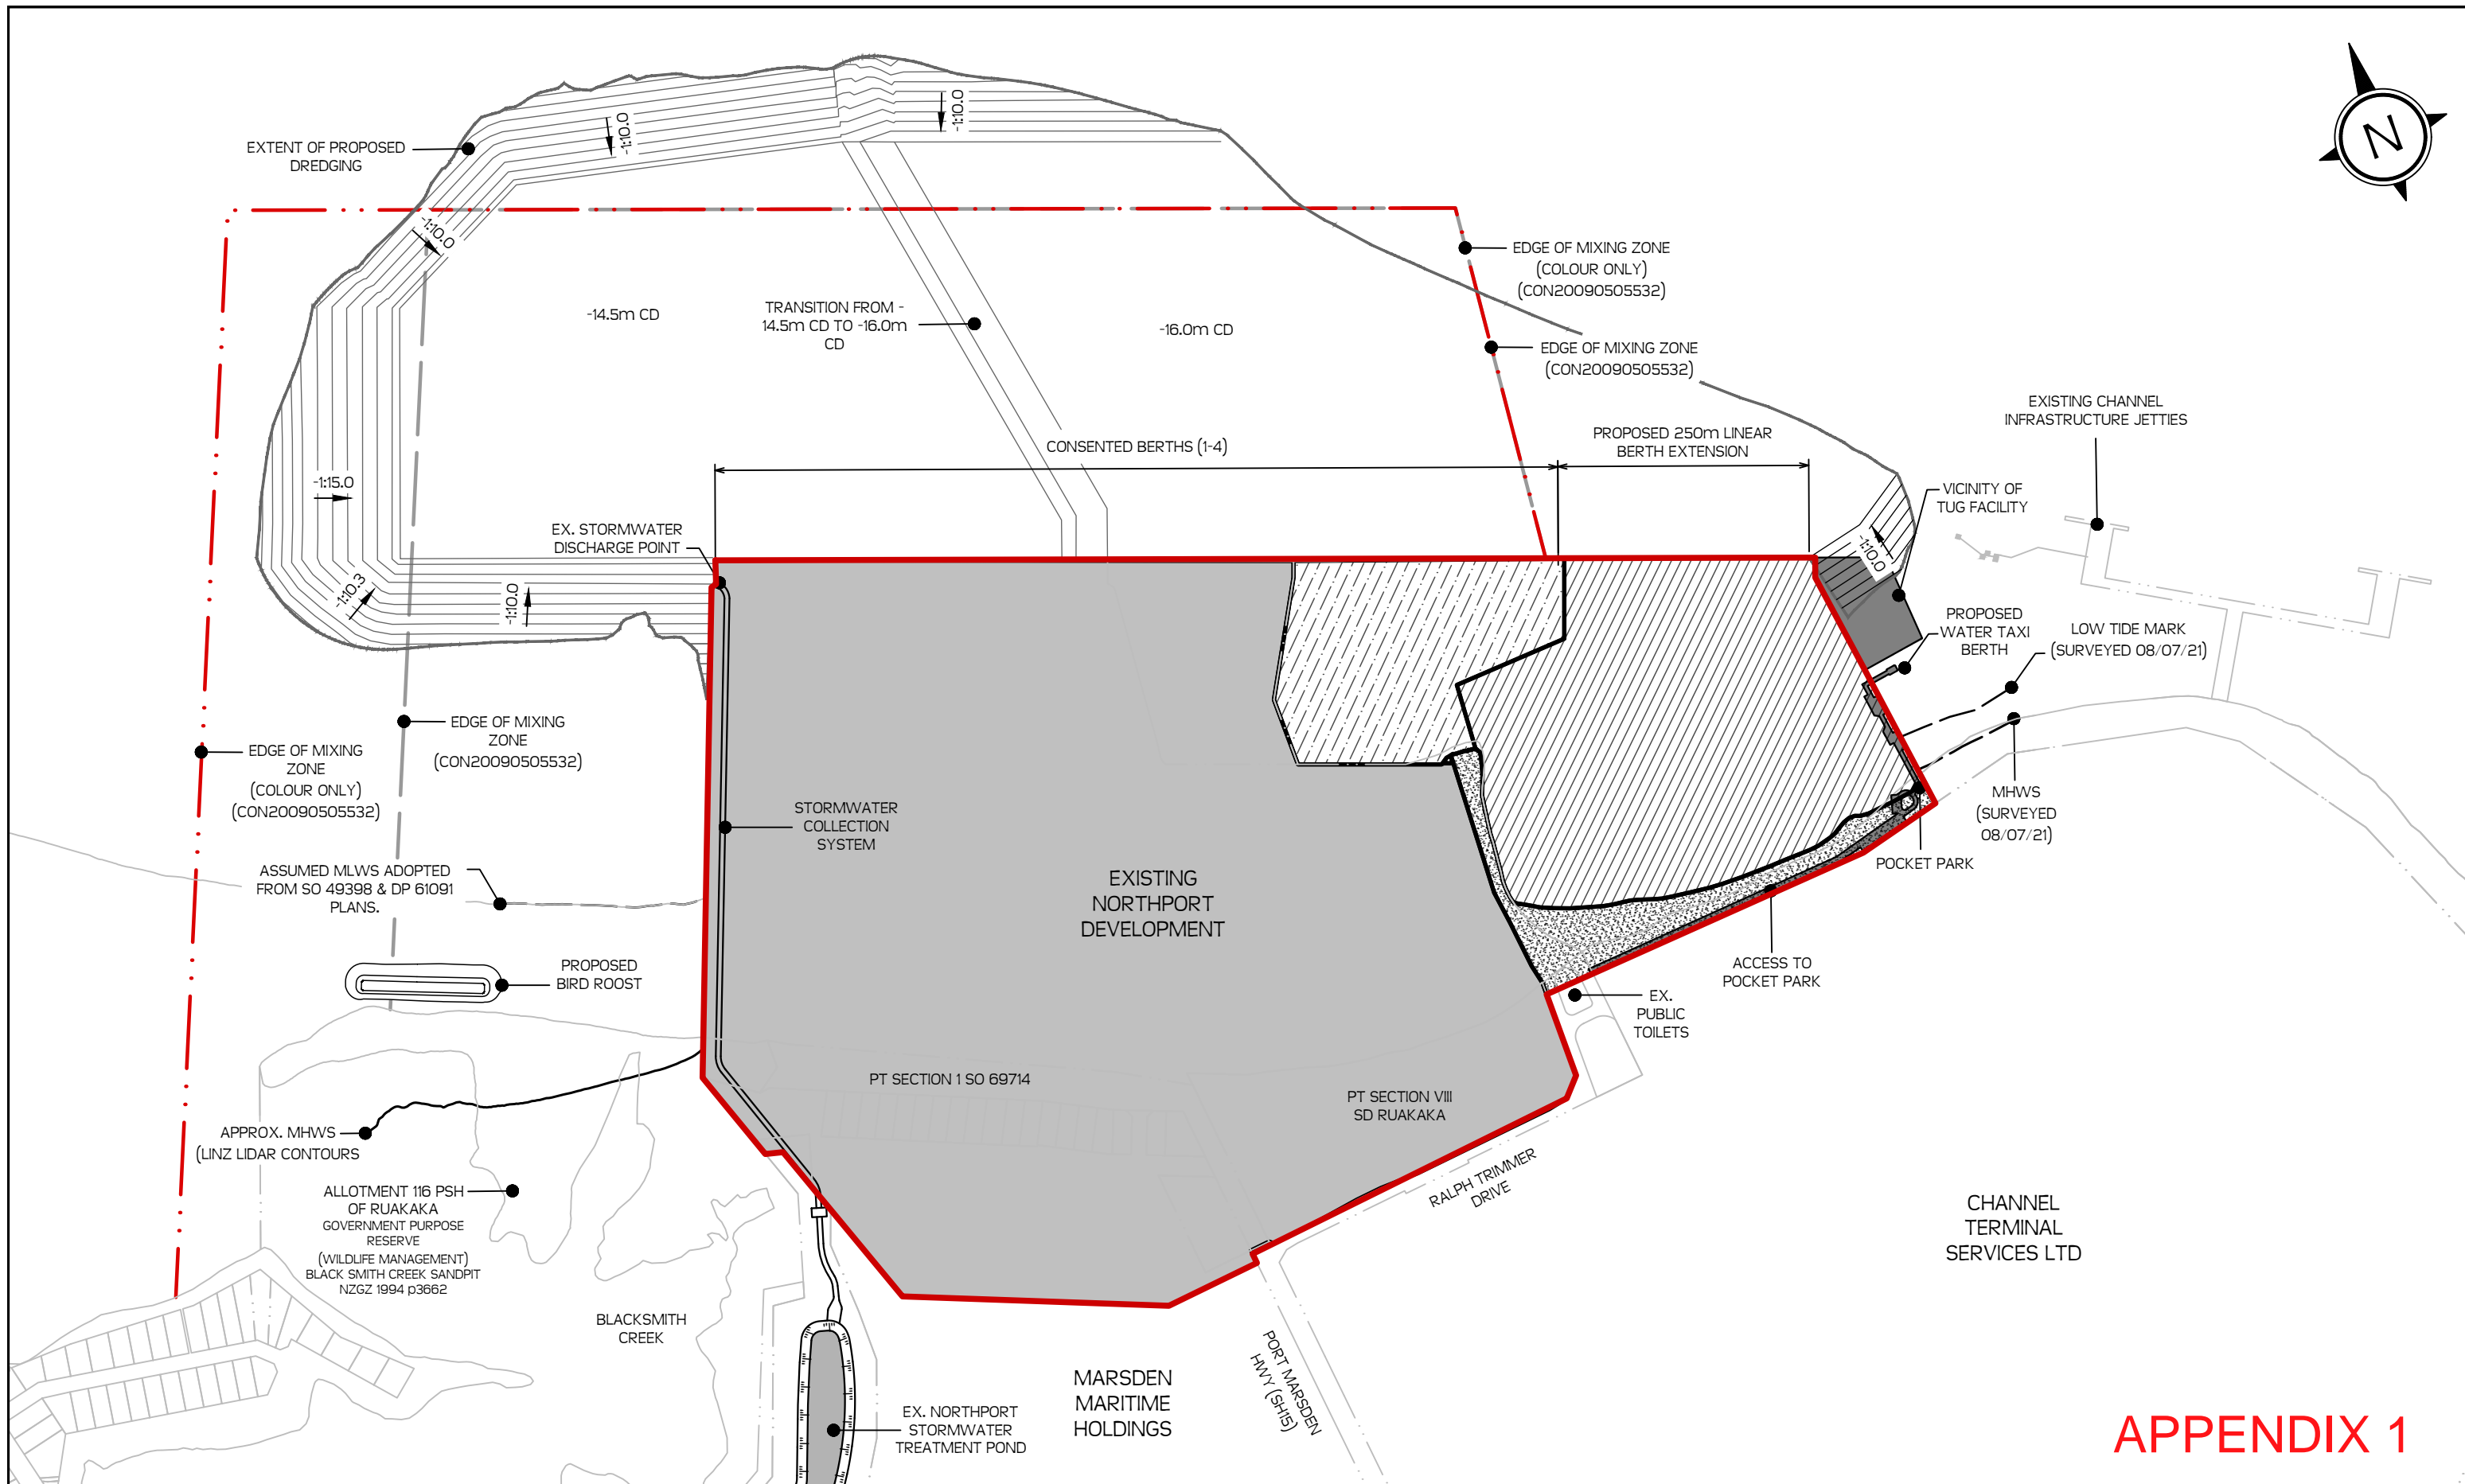 N
EXTENT OF PROPOSED
DREDGING
-1:10.0
-1:10.0
-1:10.0
EDGE OF MIXING ZONE
(COLOUR ONLY)
(CON20090505532)
-14.5m CD
TRANSITION FROM -
14.5m CD TO -16.0m
CD
-16.0m CD
EDGE OF MIXING ZONE
(CON20090505532)
EXISTING CHANNEL
INFRASTRUCTURE JETTIES
CONSENTED BERTHS (1-4)
PROPOSED 250m LINEAR
BERTH EXTENSION
-1:15.0
VICINITY OF
TUG FACILITY
EX. STORMWATER
DISCHARGE POINT
-1:10.0
-1:10.3
-1:10.0
PROPOSED
WATER TAXI
BERTH
LOW TIDE MARK
(SURVEYED 08/07/21)
EDGE OF MIXING
ZONE
(CON20090505532)
EDGE OF MIXING
ZONE
(COLOUR ONLY)
(CON20090505532)
STORMWATER
COLLECTION
SYSTEM
MHWS
(SURVEYED
08/07/21)
POCKET PARK
ASSUMED MLWS ADOPTED
FROM SO 49398 & DP 61091
PLANS.
EXISTING
NORTHPORT
DEVELOPMENT
PROPOSED
BIRD ROOST
ACCESS TO
POCKET PARK
EX.
PUBLIC
TOILETS
PT SECTION 1 SO 69714
PT SECTION VIII
SD RUAKAKA
APPROX. MHWS
(LINZ LIDAR CONTOURS
RALPH TRIMMER
DRIVE
ALLOTMENT 116 PSH
OF RUAKAKA
GOVERNMENT PURPOSE
RESERVE
(WILDLIFE MANAGEMENT)
BLACK SMITH CREEK SANDPIT
NZGZ 1994 p3662
CHANNEL
TERMINAL
SERVICES LTD
BLACKSMITH
CREEK
PORT MARSDEN
HWY (SH15)
MARSDEN
MARITIME
HOLDINGS
EX. NORTHPORT
STORMWATER
TREATMENT POND
APPENDIX 1